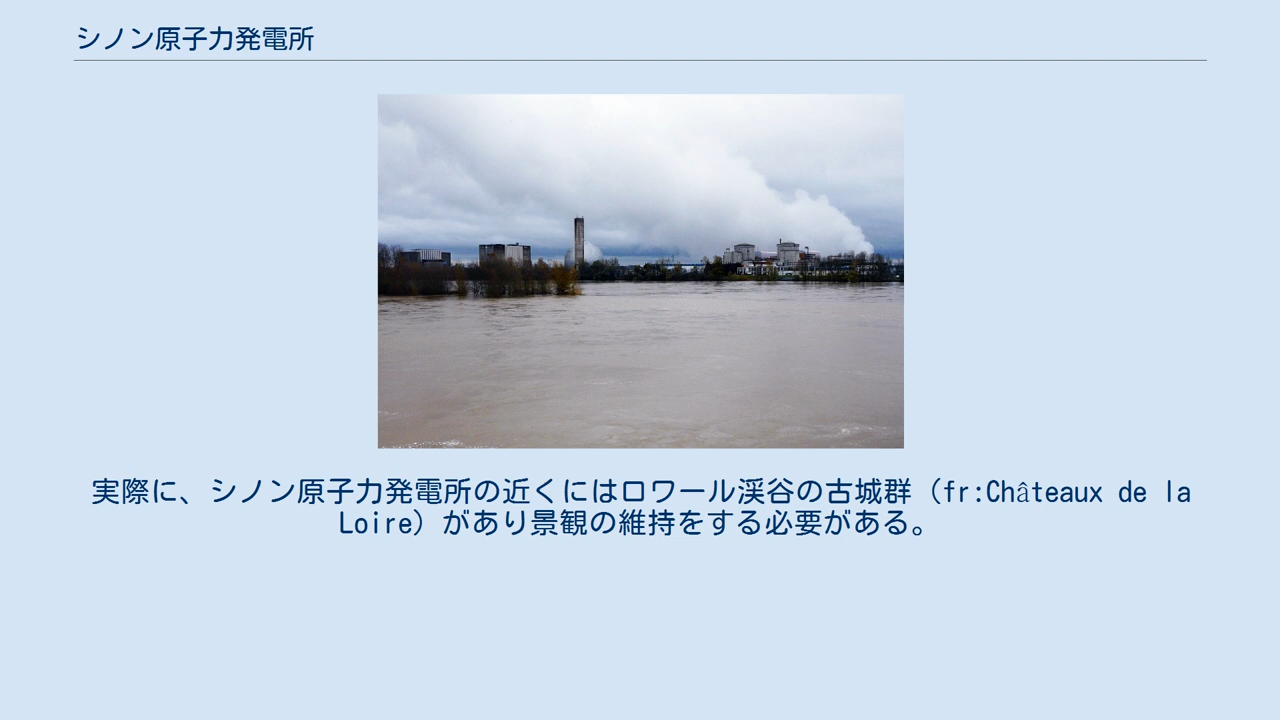 シノン原子力発電所
実際に、シノン原子力発電所の近くにはロワール渓谷の古城群（fr:Châteaux de la
Loire）があり景観の維持をする必要がある。